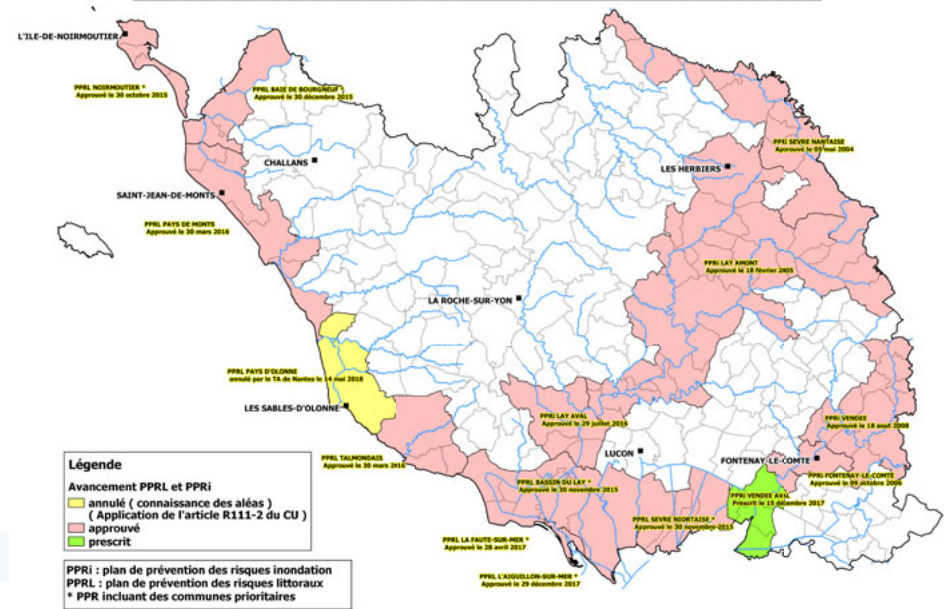 L'ILE-DE-NOIRMOUTIER
PPRL NOIRMOUTIER *
Approuvé le 30 octobre 2015
PPRL BAIE DE BOURGNEUF *
Approuvé le 30 décembre 2015
CHALLANS
PPRi SEVRE NANTAISE
Approuvé le 05 mai 2004
LES HERBIERS
SAINT-JEAN-DE-MONTS
PPRL PAYS DE MONTS
Approuvé le 30 mars 2016
PPRi LAY AMONT
Approuvé le 18 février 2005
LA ROCHE-SUR-YON
PPRL PAYS D'OLONNE
annulé par le TA de Nantes le 14 mai 2018
LES SABLES-D'OLONNE
PPRi LAY AVAL
Approuvé le 29 juillet 2016
PPRi VENDEE
Approuvé le 18 aout 2008
LUCON
FONTENAY-LE-COMTE
PPRL TALMONDAIS
Approuvé le 30 mars 2016
PPRi FONTENAY-LE-COMTE
Approuvé le 09 octobre 2006
PPRL BASSIN DU LAY *
Approuvé le 30 novembre 2015
PPRi VENDEE AVAL
Prescrit le 15 décembre 2017
PPRL SEVRE NIORTAISE *
Approuvé le 30 novembre 2015
PPRL LA FAUTE-SUR-MER *
Approuvé le 28 avril 2017
PPRL L'AIGUILLON-SUR-MER *
Approuvé le 29 décembre 2017
Légende
Avancement PPRL et PPRi
annulé ( connaissance des aléas )
( Application de l'article R111-2 du CU )
approuvé
prescrit
PPRi : plan de prévention des risques inondation
PPRL : plan de prévention des risques littoraux
* PPR incluant des communes prioritaires